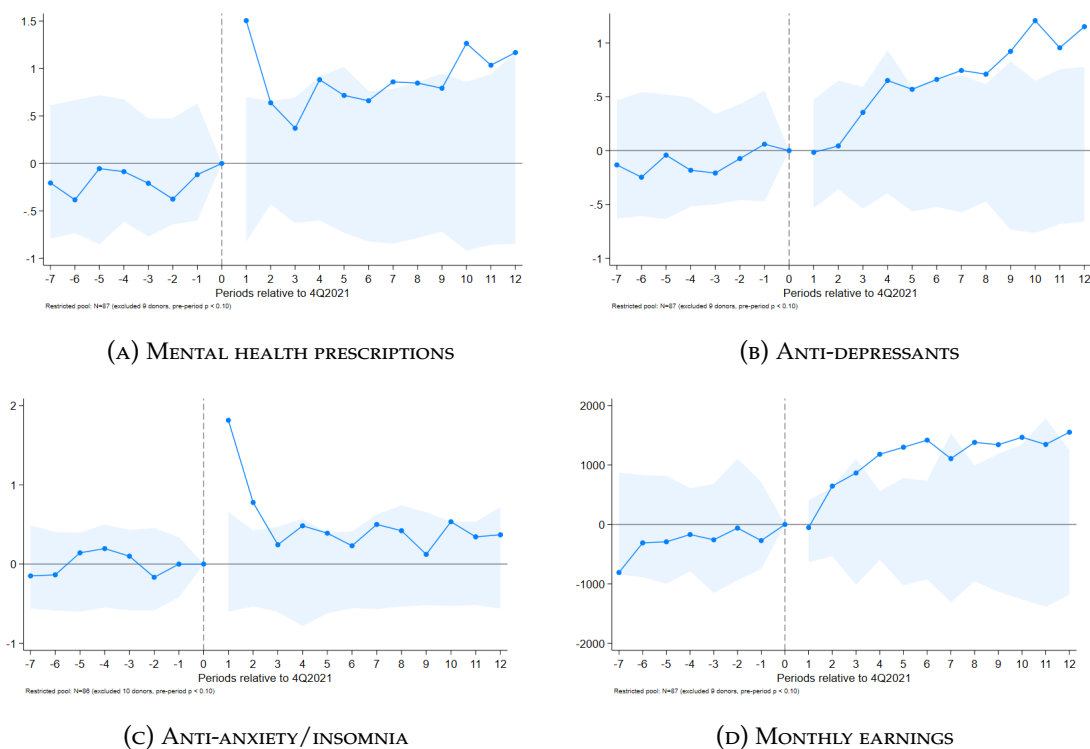 1.5
1
.5
0
-.5
-1
-7 -6 -5 -4 -3 -2 -1 0 1 2 3 4 5 6 7 8 9 10 11 12
Periods relative to 4Q2021
Restricted pool: N=87 (excluded 9 donors, pre-period p < 0.10)
(A) Mental health prescriptions
1
.5
0
-.5
-1
-7 -6 -5 -4 -3 -2 -1 0 1 2 3 4 5 6 7 8 9 10 11 12
Periods relative to 4Q2021
Restricted pool: N=87 (excluded 9 donors, pre-period p < 0.10)
(B) Anti-depressants
2
1
0
-1
-7 -6 -5 -4 -3 -2 -1 0 1 2 3 4 5 6 7 8 9 10 11 12
Periods relative to 4Q2021
Restricted pool: N=86 (excluded 10 donors, pre-period p < 0.10)
(C) Anti-anxiety/insomnia
2000
1000
0
-1000
-2000
-7 -6 -5 -4 -3 -2 -1 0 1 2 3 4 5 6 7 8 9 10 11 12
Periods relative to 4Q2021
Restricted pool: N=87 (excluded 9 donors, pre-period p < 0.10)
(D) Monthly earnings